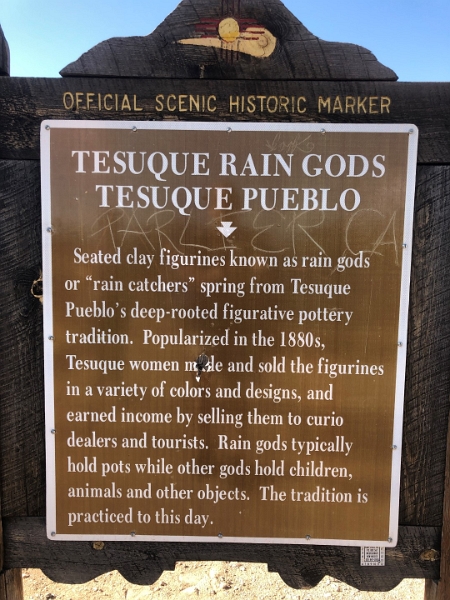 OFFICIAL SCENIC HISTORIC MARKER
TESUQUE RAIN GODS
TESUQUE PUEBLO
Seated clay figurines known as rain gods
or “rain catchers” spring from Tesuque
Pueblo’s deep-rooted figurative pottery
tradition. Popularized in the 1880s,
Tesuque women made and sold the figurines
in a variety of colors and designs, and
earned income by selling them to curio
dealers and tourists. Rain gods typically
hold pots while other gods hold children,
animals and other objects. The tradition is
practiced to this day.